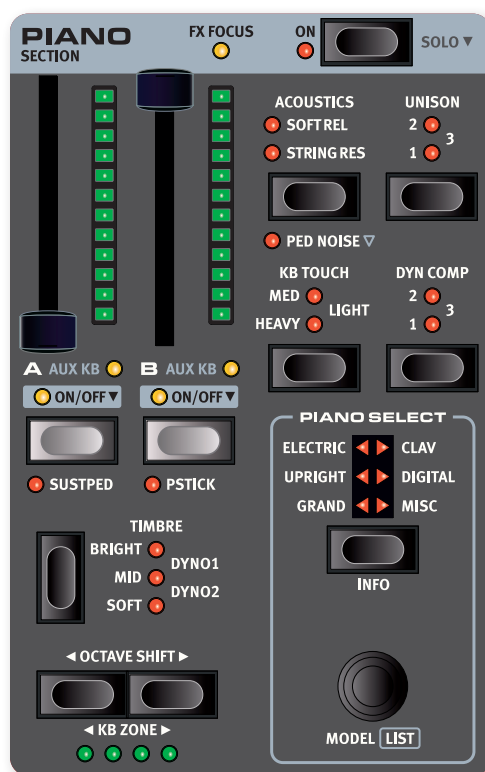 PIANO
SECTION
FX FOCUS
ON
SOLO ▼
ACOUSTICS
SOFT REL
STRING RES
PED NOISE ▽
UNISON
2
3
1
KB TOUCH
MED
LIGHT
HEAVY
DYN COMP
2
3
1
A AUX KB
ON/OFF ▼
B AUX KB
ON/OFF ▼
SUSTPED
PSTICK
TIMBRE
BRIGHT
DYNO1
MID
DYNO2
SOFT
◄ OCTAVE SHIFT ►
◄ KB ZONE ►
PIANO SELECT
ELECTRIC
CLAV
UPRIGHT
DIGITAL
GRAND
MISC
INFO
MODEL LIST